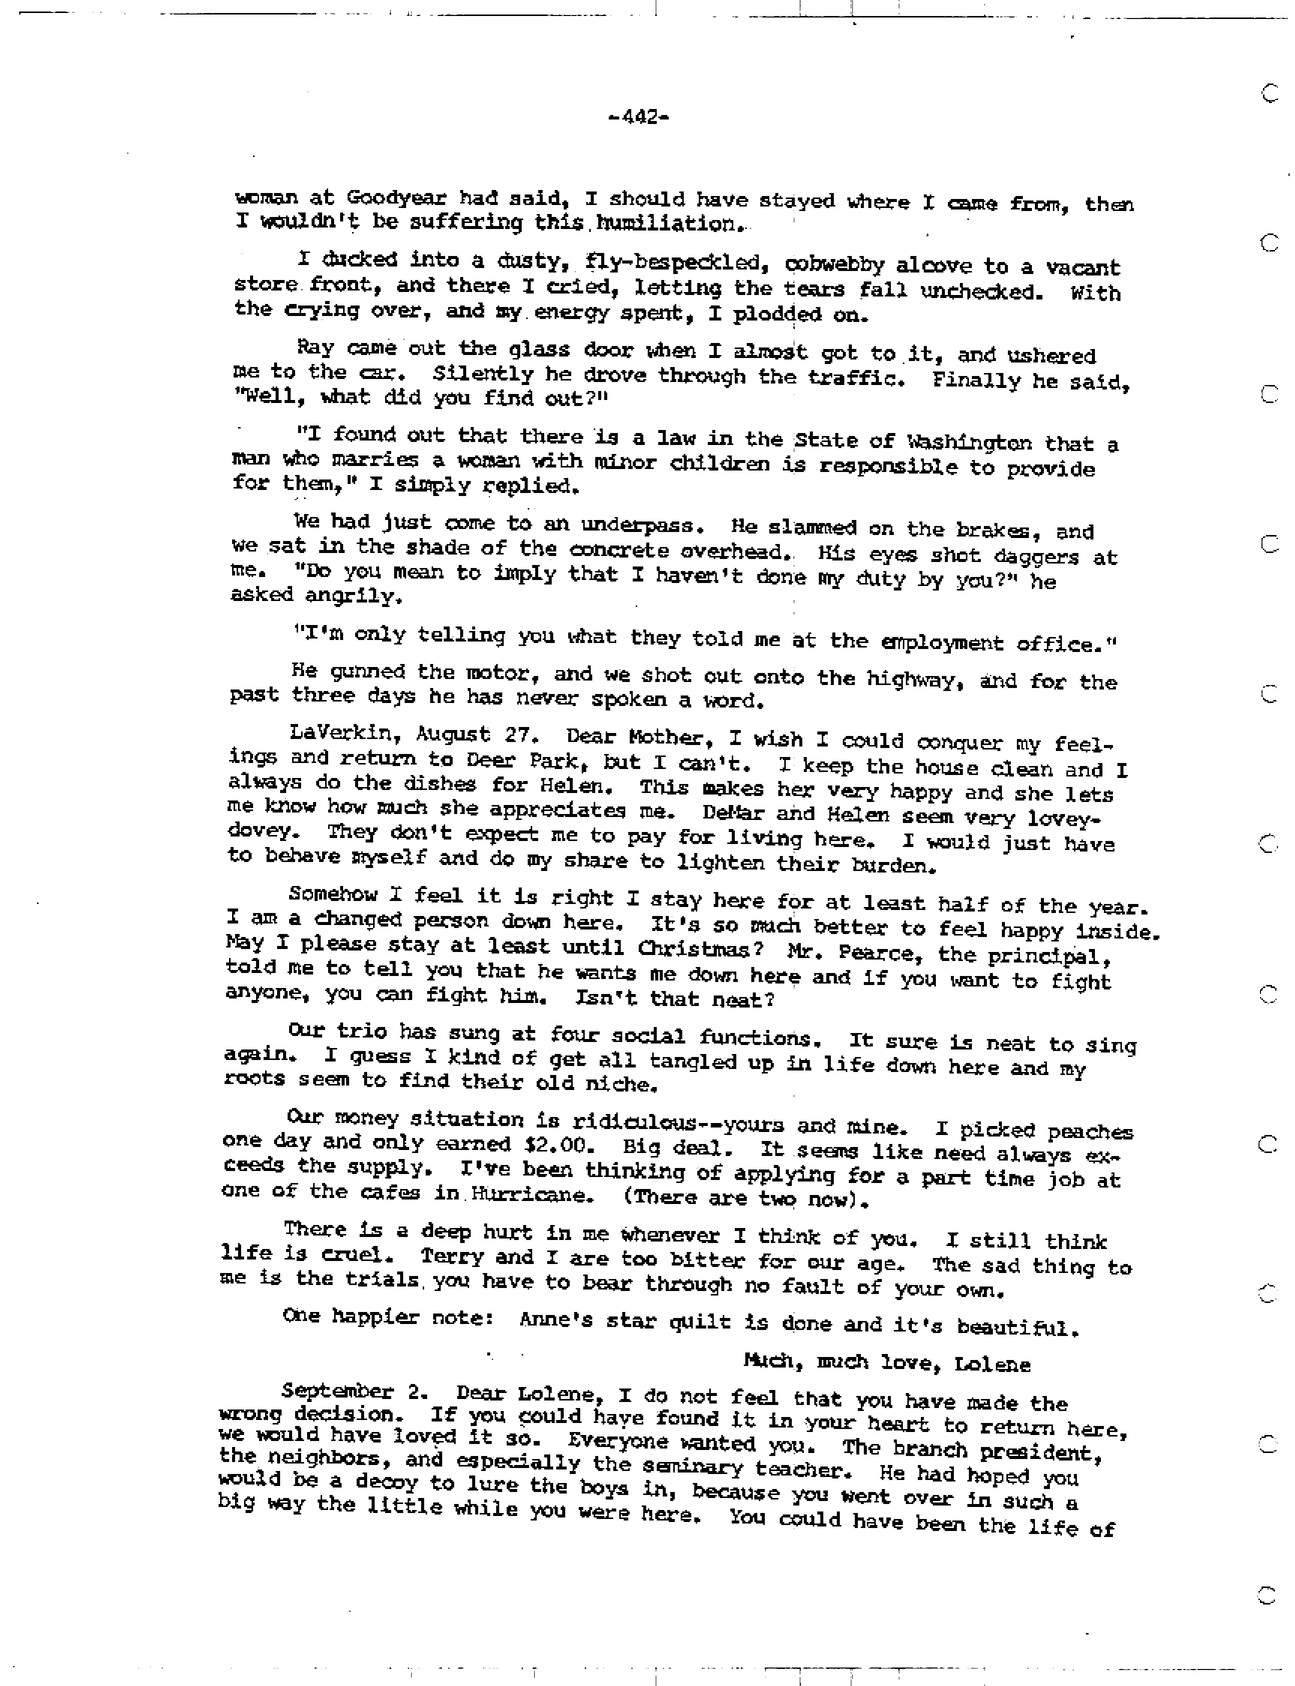 -442-
woman at Goodyear had said, I should have stayed where I came from, then
I wouldn't be suffering this humiliation.
I ducked into a dusty, fly-bespeckled, cobwebby alcove to a vacant
store front, and there I cried, letting the tears fall unchecked. With
the crying over, and my energy spent, I plodded on.
Ray came out the glass door when I almost got to it, and ushered
me to the car. Silently he drove through the traffic. Finally he said,
"Well, what did you find out?"
"I found out that there is a law in the State of Washington that a
man who marries a woman with minor children is responsible to provide
for them," I simply replied.
We had just come to an underpass. He slammed on the brakes, and
we sat in the shade of the concrete overhead. His eyes shot daggers at
me. "Do you mean to imply that I haven't done my duty by you?" he
asked angrily.
"I'm only telling you what they told me at the employment office."
He gunned the motor, and we shot out onto the highway, and for the
past three days he has never spoken a word.
LaVerkin, August 27. Dear Mother, I wish I could conquer my feel-
ings and return to Deer Park, but I can't. I keep the house clean and I
always do the dishes for Helen. This makes her very happy and she lets
me know how much she appreciates me. DeMar and Helen seem very lovey-
dovey. They don't expect me to pay for living here. I would just have
to behave myself and do my share to lighten their burden.
Somehow I feel it is right I stay here for at least half of the year.
I am a changed person down here. It's so much better to feel happy inside.
May I please stay at least until Christmas? Mr. Pearce, the principal,
told me to tell you that he wants me down here and if you want to fight
anyone, you can fight him. Isn't that neat?
Our trio has sung at four social functions. It sure is neat to sing
again. I guess I kind of get all tangled up in life down here and my
roots seem to find their old niche.
Our money situation is ridiculous--yours and mine. I picked peaches
one day and only earned $2.00. Big deal. It seems like need always ex-
ceeds the supply. I've been thinking of applying for a part time job at
one of the cafes in Hurricane. (There are two now).
There is a deep hurt in me whenever I think of you. I still think
life is cruel. Terry and I are too bitter for our age. The sad thing to
me is the trials you have to bear through no fault of your own.
One happier note: Anne's star quilt is done and it's beautiful.
Much, much love, Lolene
September 2. Dear Lolene, I do not feel that you have made the
wrong decision. If you could have found it in your heart to return here,
we would have loved it so. Everyone wanted you. The branch president,
the neighbors, and especially the seminary teacher. He had hoped you
would be a decoy to lure the boys in, because you went over in such a
big way the little while you were here. You could have been the life of